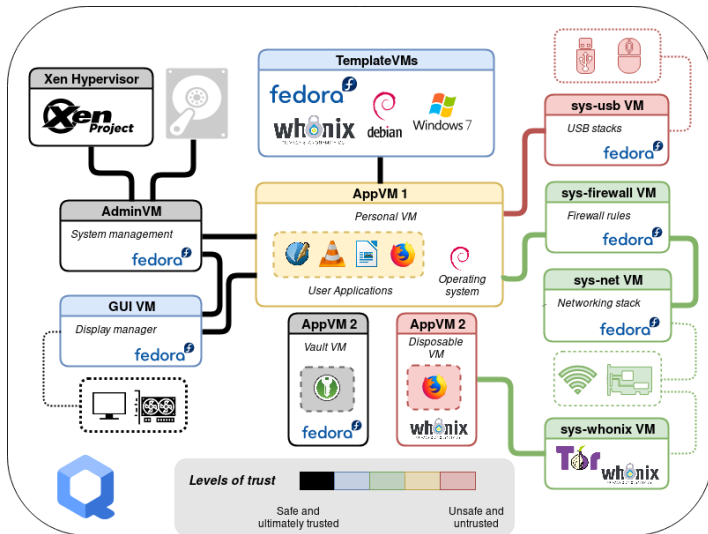 Xen Hypervisor
Xen
Project
TemplateVMs
fedora
debian
Windows 7
whonix
sys-usb VM
USB stacks
fedora
AdminVM
System management
fedora
AppVM 1
Personal VM
User Applications
Operating
system
sys-firewall VM
Firewall rules
fedora
GUI VM
Display manager
fedora
sys-net VM
Networking stack
fedora
AppVM 2
Vault VM
fedora
AppVM 2
Disposable
VM
whonix
sys-whonix VM
Tor
whonix
Levels of trust
Safe and
ultimately trusted
Unsafe and
untrusted